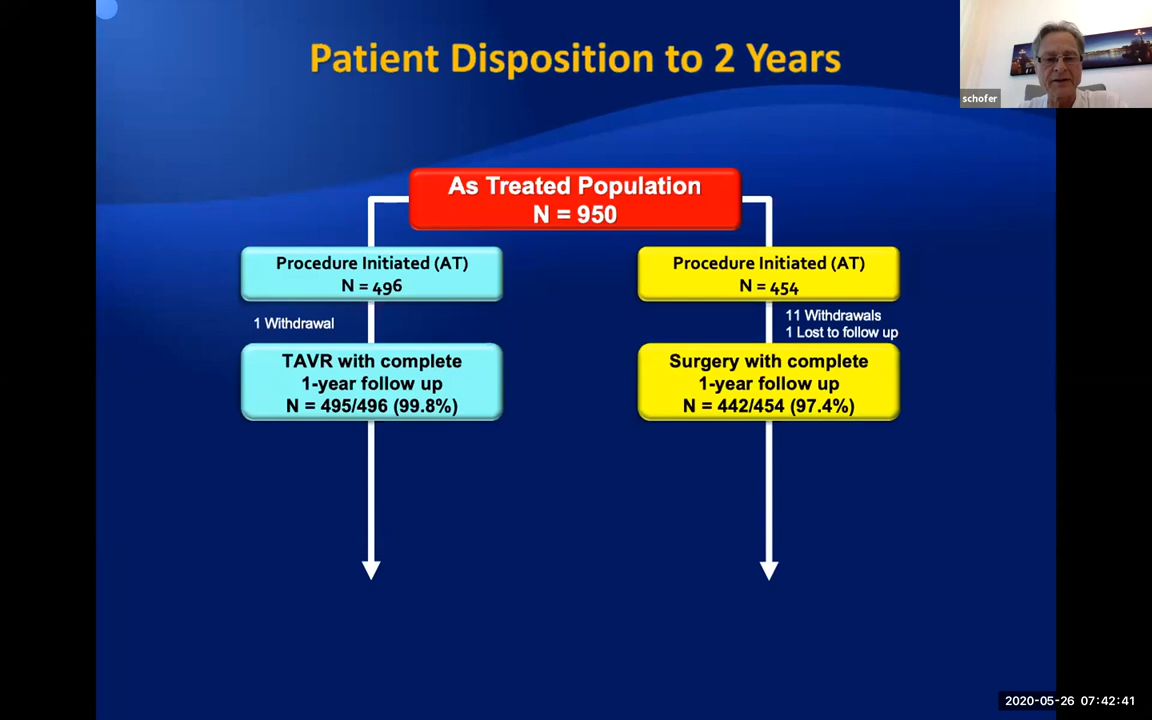 Patient Disposition to 2 Years
schofer
As Treated Population
N = 950
Procedure Initiated (AT)
N = 496
Procedure Initiated (AT)
N = 454
1 Withdrawal
11 Withdrawals
1 Lost to follow up
TAVR with complete
1-year follow up
N = 495/496 (99.8%)
Surgery with complete
1-year follow up
N = 442/454 (97.4%)
2020-05-26 07:42:41